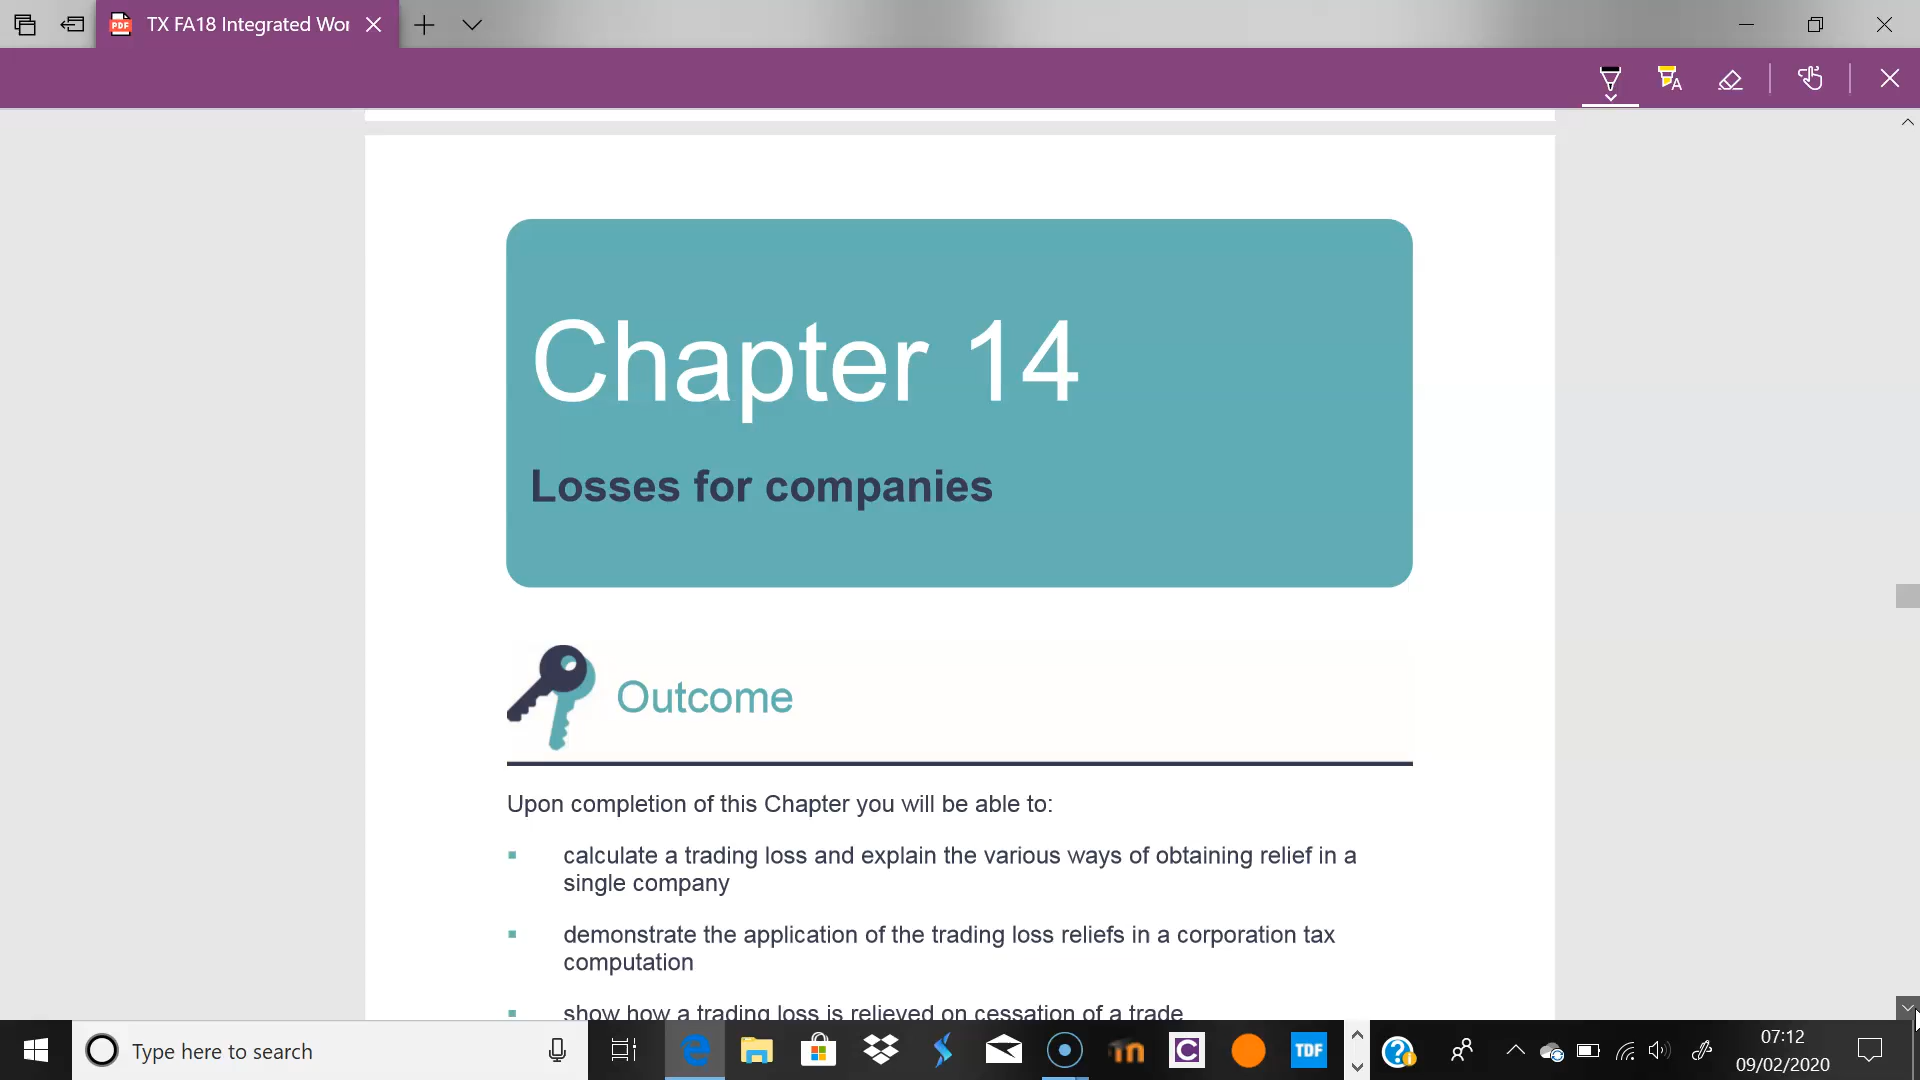 TX FA18 Integrated Wor
Chapter 14
Losses for companies
Outcome
Upon completion of this Chapter you will be able to:
calculate a trading loss and explain the various ways of obtaining relief in a
single company
demonstrate the application of the trading loss reliefs in a corporation tax
computation
show how a trading loss is relieved on cessation of a trade
Type here to search
TDF
07:12
09/02/2020